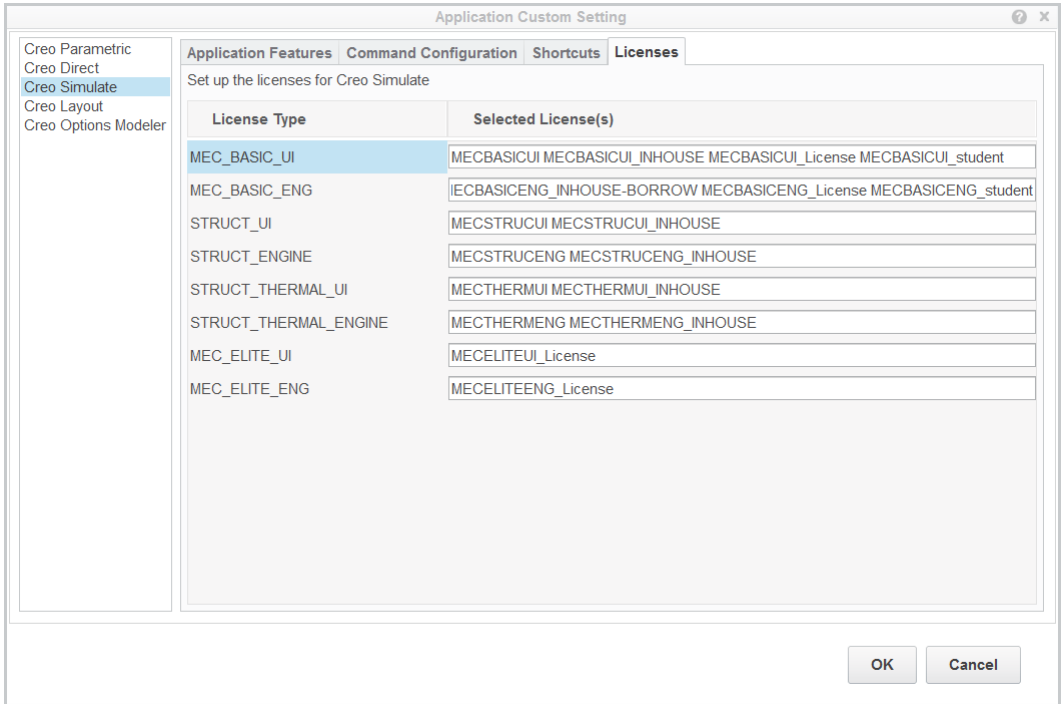 Application Custom Setting
Creo Parametric
Creo Direct
Creo Simulate
Creo Layout
Creo Options Modeler
Application Features Command Configuration Shortcuts Licenses
Set up the licenses for Creo Simulate
License Type Selected License(s)
MEC_BASIC_UI MECBASICUI MECBASICUI_INHOUSE MECBASICUI_License MECBASICUI_student
MEC_BASIC_ENG IECBASICENG_INHOUSE-BORROW MECBASICENG_License MECBASICENG_student
STRUCT_UI MECSTRUCUI MECSTRUCUI_INHOUSE
STRUCT_ENGINE MECSTRUCENG MECSTRUCENG_INHOUSE
STRUCT_THERMAL_UI MECTHERMUI MECTHERMUI_INHOUSE
STRUCT_THERMAL_ENGINE MECTHERMENG MECTHERMENG_INHOUSE
MEC_ELITE_UI MECELITEUI_License
MEC_ELITE_ENG MECELITEENG_License
OK Cancel